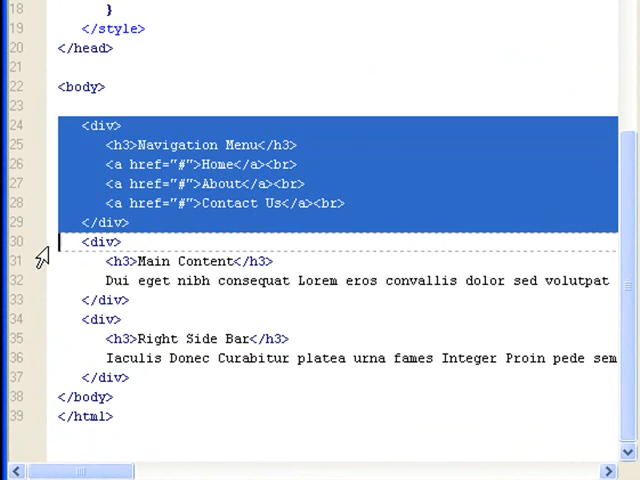 18 }
19 </style>
20 </head>
21
22 <body>
23
24 <div>
25 <h3>Navigation Menu</h3>
26 <a href="#">Home</a><br>
27 <a href="#">About</a><br>
28 <a href="#">Contact Us</a><br>
29 </div>
30 <div>
31 <h3>Main Content</h3>
32 Dui eget nibh consequat Lorem eros convallis dolor sed volutpat
33 </div>
34 <div>
35 <h3>Right Side Bar</h3>
36 Iaculis Donec Curabitur platea urna fames Integer Proin pede sem
37 </div>
38 </body>
39 </html>